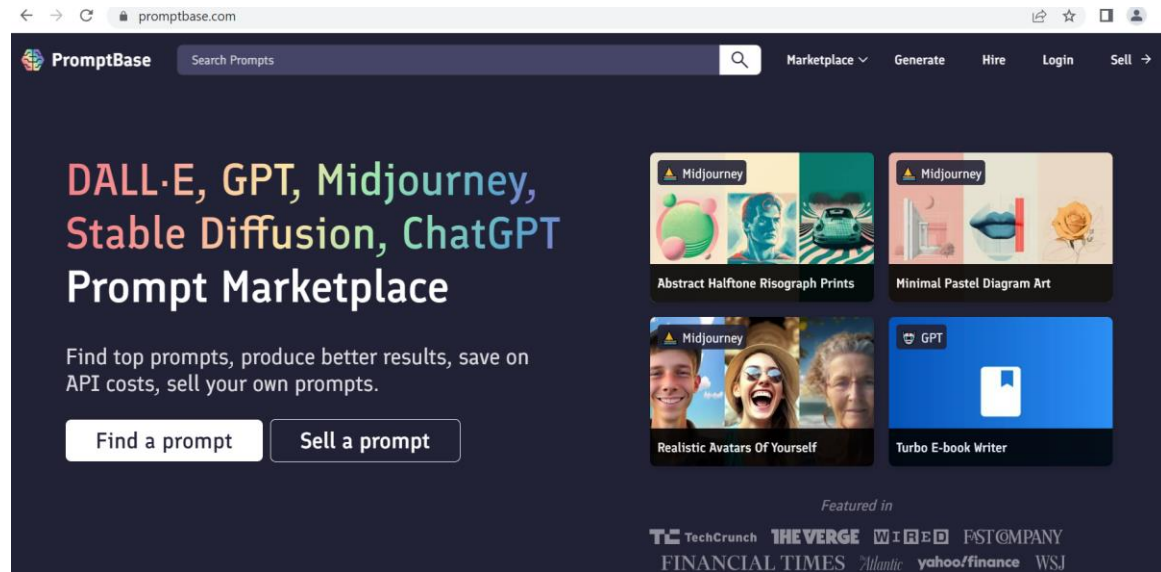 promptbase.com
PromptBase
Search Prompts
Marketplace
Generate
Hire
Login
Sell →
DALL·E, GPT, Midjourney,
Stable Diffusion, ChatGPT
Prompt Marketplace
Find top prompts, produce better results, save on
API costs, sell your own prompts.
Find a prompt
Sell a prompt
Midjourney
Abstract Halftone Risograph Prints
Midjourney
Minimal Pastel Diagram Art
Midjourney
Realistic Avatars Of Yourself
GPT
Turbo E-book Writer
Featured in
TechCrunch THE VERGE WIRED FAST COMPANY
FINANCIAL TIMES The Atlantic yahoo!finance WSJ